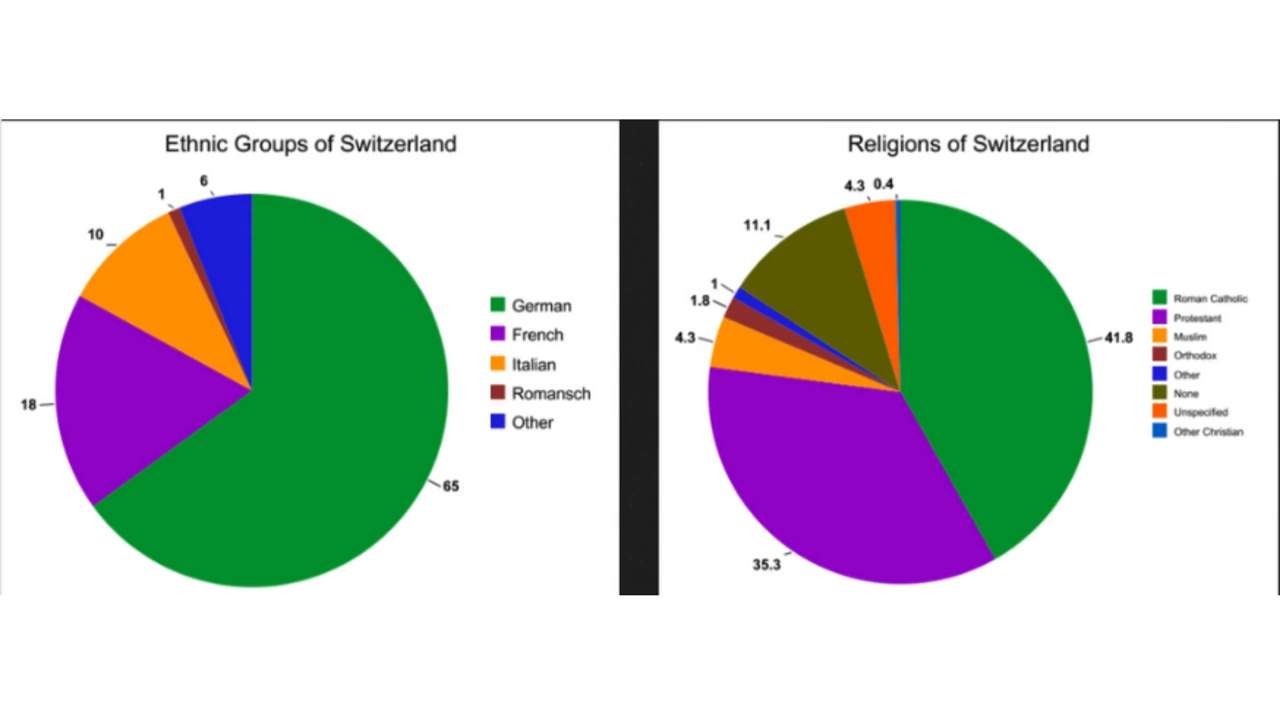 Ethnic Groups of Switzerland
6
1
10
18
65
German
French
Italian
Romansch
Other
Religions of Switzerland
4.3 0.4
11.1
1
1.8
4.3
41.8
35.3
Roman Catholic
Protestant
Muslim
Orthodox
Other
None
Unspecified
Other Christian